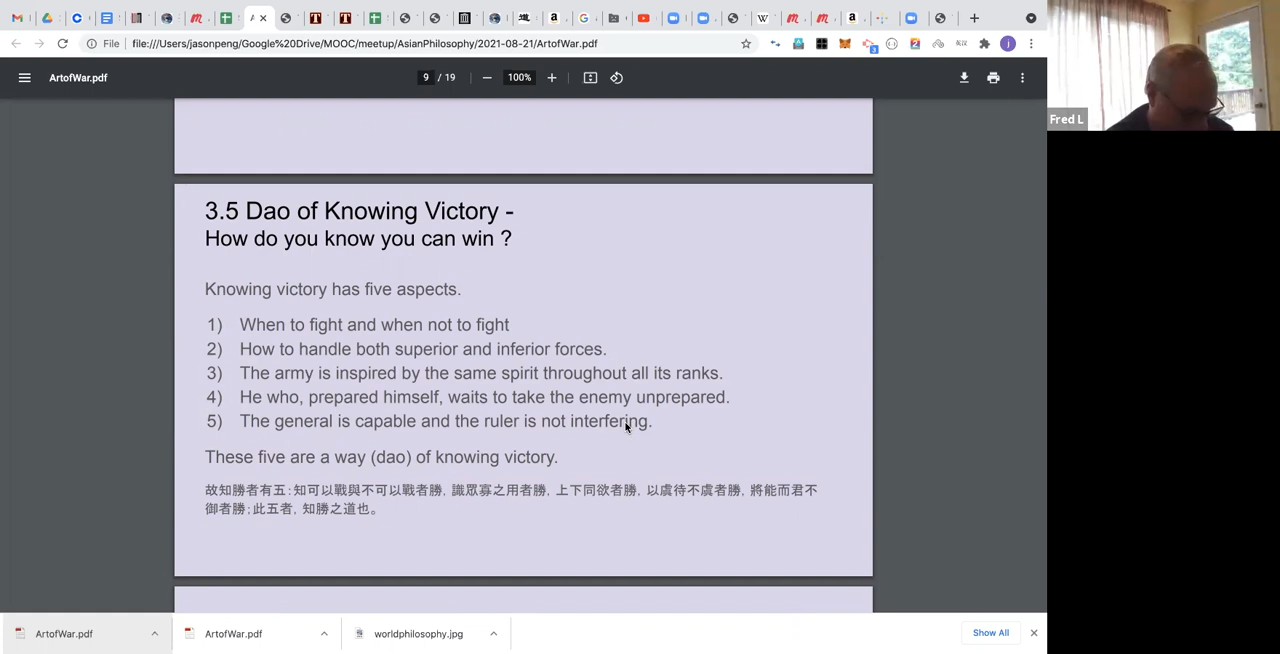 File
file:///Users/jasonpeng/Google%20Drive/MOOC/meetup/AsianPhilosophy/2021-08-21/ArtofWar.pdf
ArtofWar.pdf
9 / 19
100%
Fred L
3.5 Dao of Knowing Victory -
How do you know you can win ?
Knowing victory has five aspects.
1) When to fight and when not to fight
2) How to handle both superior and inferior forces.
3) The army is inspired by the same spirit throughout all its ranks.
4) He who, prepared himself, waits to take the enemy unprepared.
5) The general is capable and the ruler is not interfering.
These five are a way (dao) of knowing victory.
故知勝者有五:知可以戰與不可以戰者勝, 識眾寡之用者勝, 上下同欲者勝, 以虞待不虞者勝, 將能而君不
御者勝;此五者, 知勝之道也。
ArtofWar.pdf
ArtofWar.pdf
worldphilosophy.jpg
Show All